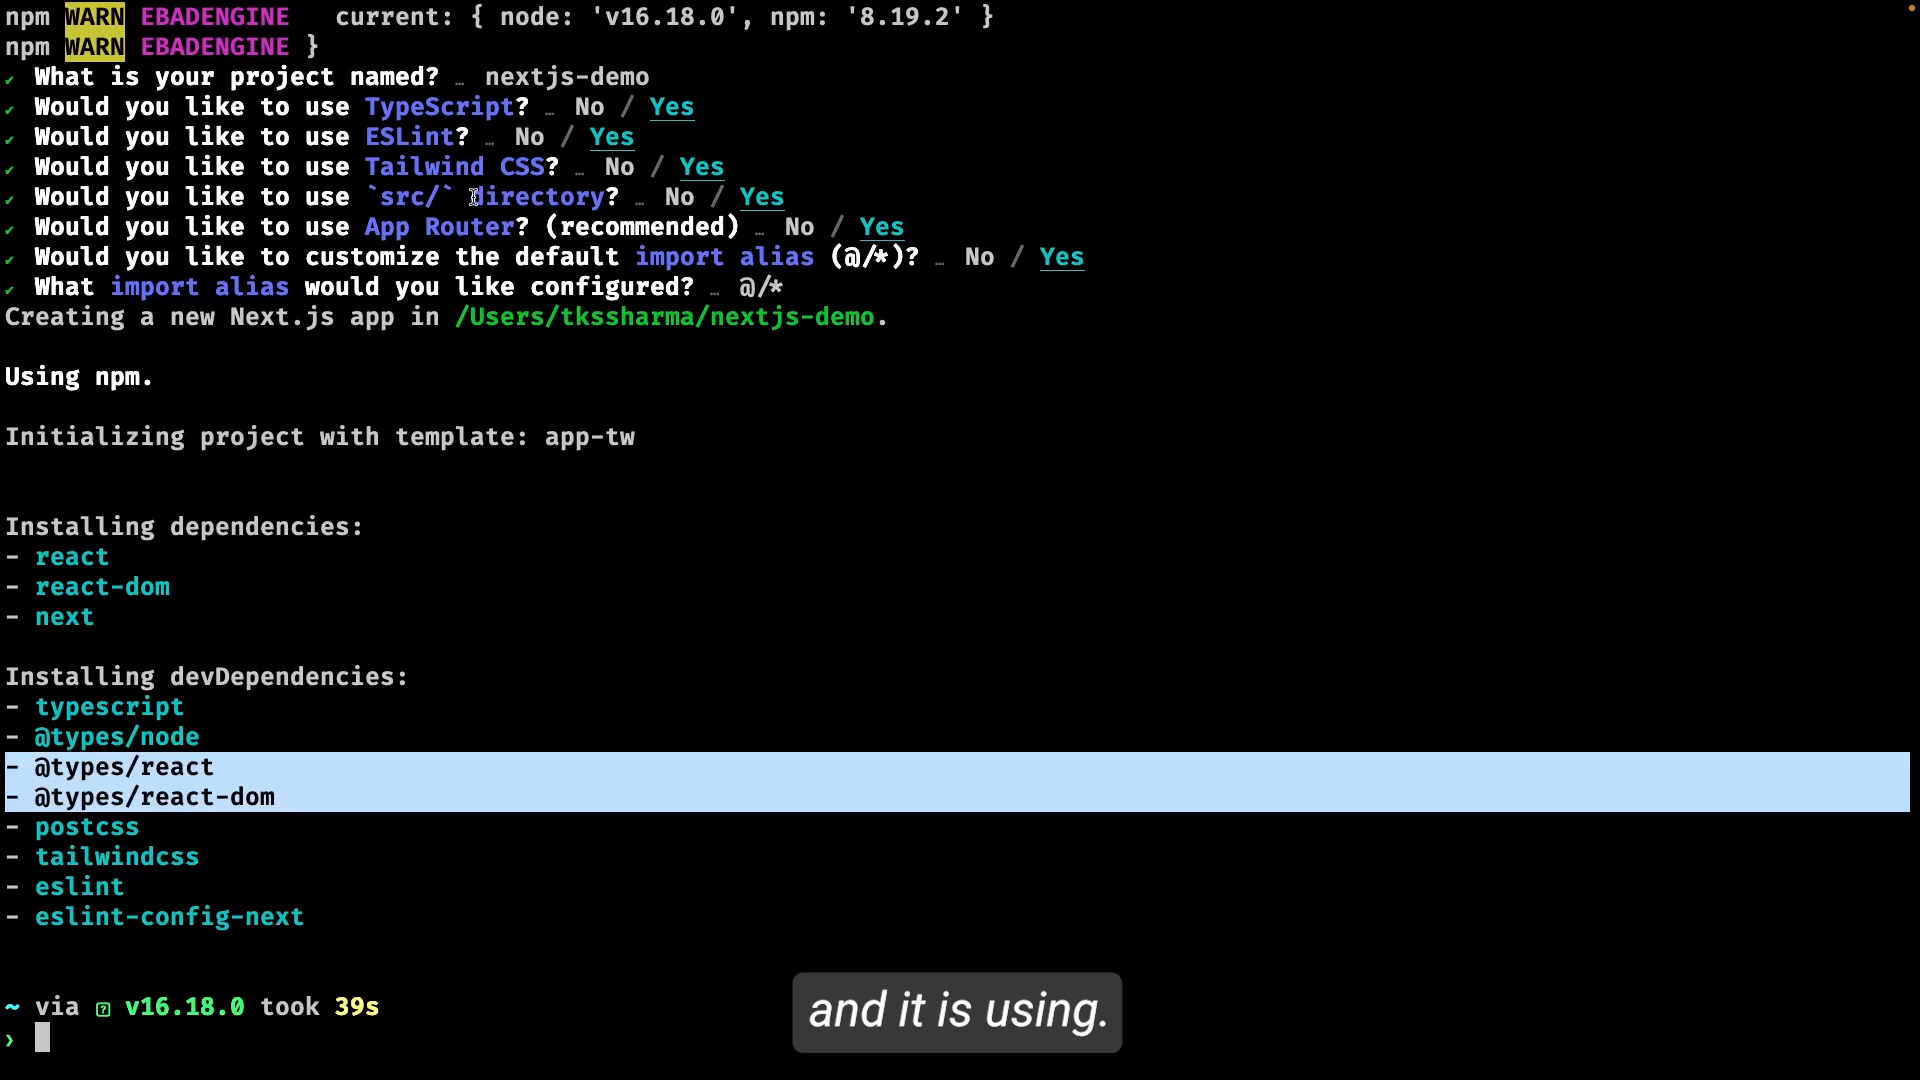 npm WARN EBADENGINE   current: { node: 'v16.18.0', npm: '8.19.2' }
npm WARN EBADENGINE }
✔ What is your project named? … nextjs-demo
✔ Would you like to use TypeScript? … No / Yes
✔ Would you like to use ESLint? … No / Yes
✔ Would you like to use Tailwind CSS? … No / Yes
✔ Would you like to use `src/` directory? … No / Yes
✔ Would you like to use App Router? (recommended) … No / Yes
✔ Would you like to customize the default import alias (@/*)? … No / Yes
✔ What import alias would you like configured? … @/*
Creating a new Next.js app in /Users/tkssharma/nextjs-demo.
Using npm.
Initializing project with template: app-tw
Installing dependencies:
- react
- react-dom
- next
Installing devDependencies:
- typescript
- @types/node
- @types/react
- @types/react-dom
- postcss
- tailwindcss
- eslint
- eslint-config-next
~ via ⍰ v16.18.0 took 39s
›
and it is using.